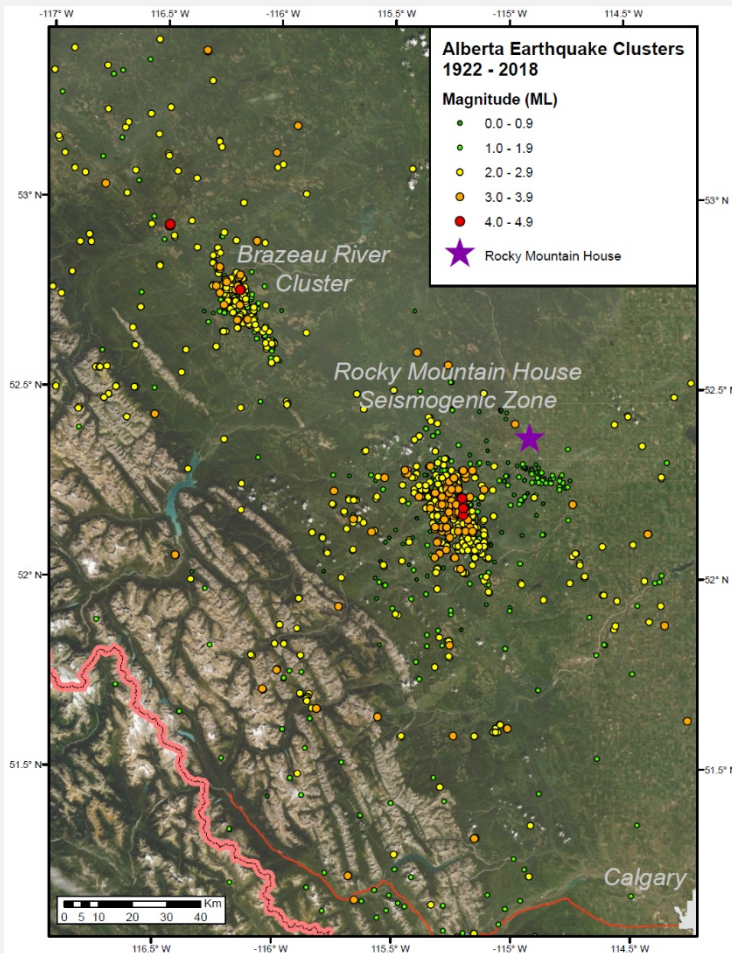 -117° W -116.5° W -116° W -115.5° W -115° W -114.5° W
Alberta Earthquake Clusters
1922 - 2018
Magnitude (ML)
0.0 - 0.9
1.0 - 1.9
2.0 - 2.9
3.0 - 3.9
4.0 - 4.9
Rocky Mountain House
53° N
53° N
Brazeau River
Cluster
52.5° N
52.5° N
Rocky Mountain House
Seismogenic Zone
52° N
52° N
51.5° N
51.5° N
Calgary
Km
0 5 10 20 30 40
-116.5° W -116° W -115.5° W -115° W -114.5° W